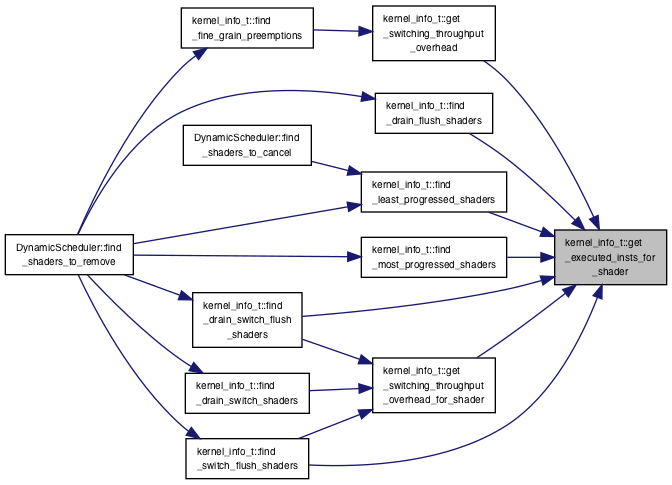 kernel_info_t::find
_fine_grain_preemptions
kernel_info_t::get
_switching_throughput
_overhead
kernel_info_t::find
_drain_flush_shaders
DynamicScheduler::find
_shaders_to_cancel
kernel_info_t::find
_least_progressed_shaders
DynamicScheduler::find
_shaders_to_remove
kernel_info_t::find
_most_progressed_shaders
kernel_info_t::get
_executed_insts_for
_shader
kernel_info_t::find
_drain_switch_flush
_shaders
kernel_info_t::get
_switching_throughput
_overhead_for_shader
kernel_info_t::find
_drain_switch_shaders
kernel_info_t::find
_switch_flush_shaders